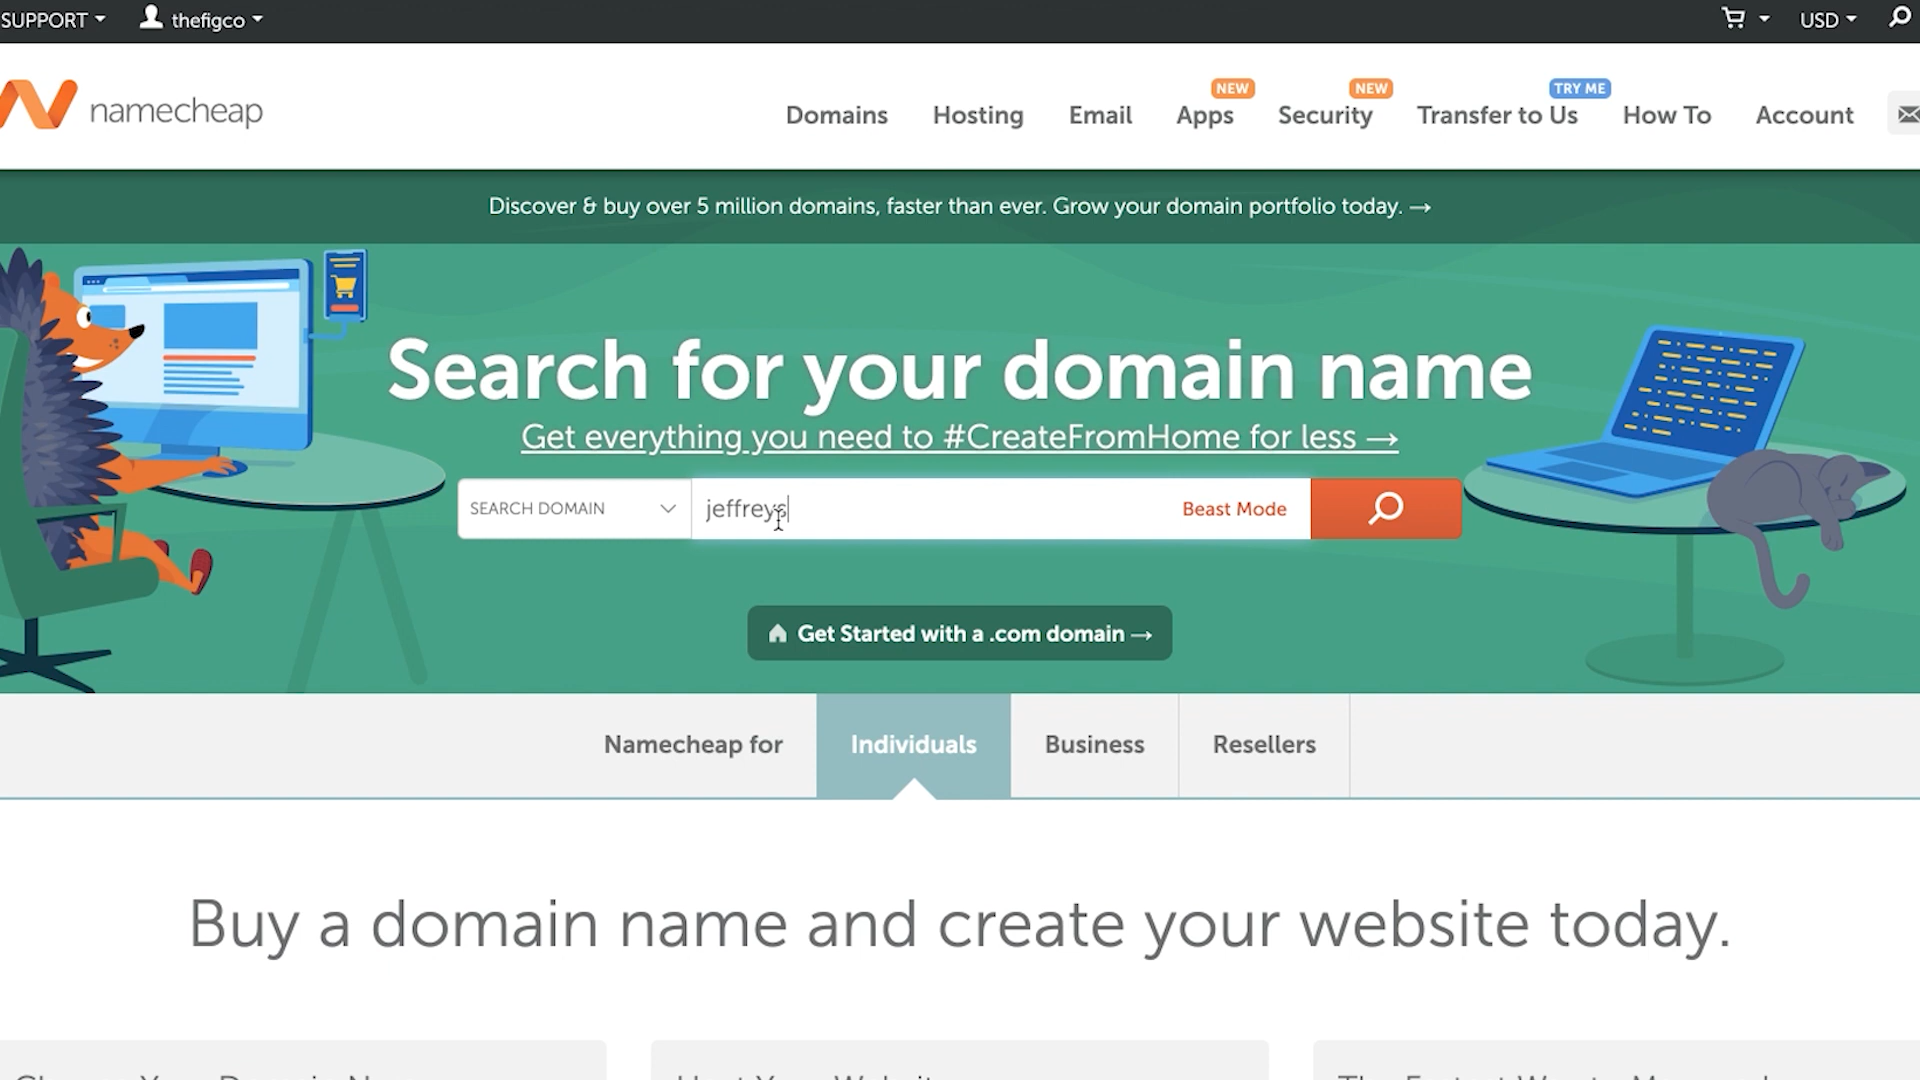 SUPPORT
thefigco
USD
namecheap
NEW
NEW
TRY ME
Domains
Hosting
Email
Apps
Security
Transfer to Us
How To
Account
Discover & buy over 5 million domains, faster than ever. Grow your domain portfolio today. →
Search for your domain name
Get everything you need to #CreateFromHome for less →
SEARCH DOMAIN
jeffreys
Beast Mode
Get Started with a .com domain →
Namecheap for
Individuals
Business
Resellers
Buy a domain name and create your website today.